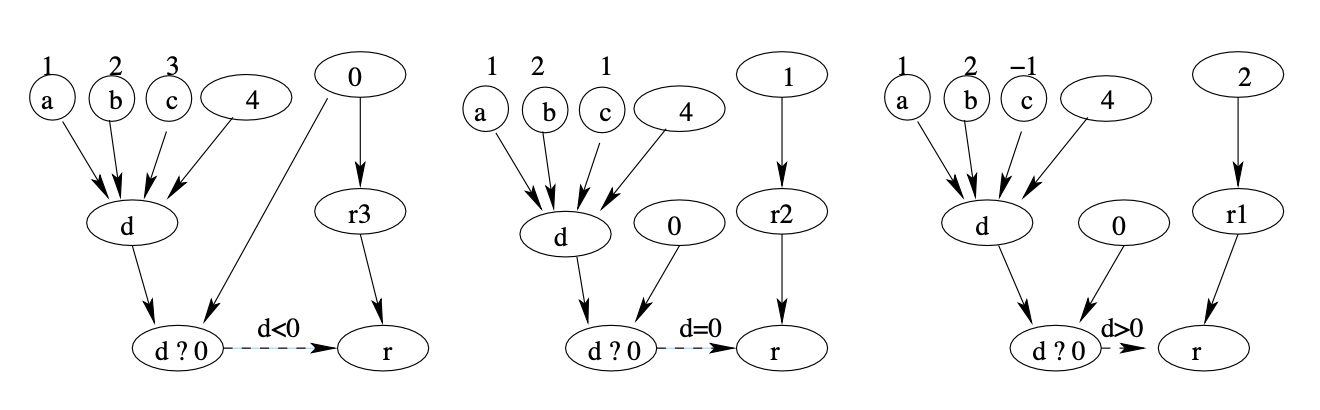 1 2 3
a b c 4 0
d r3
d ? 0 d<0 r
1 2 1
a b c 4 1
d 0 r2
d ? 0 d=0 r
1 2 −1
a b c 4 2
d 0 r1
d ? 0 d>0 r